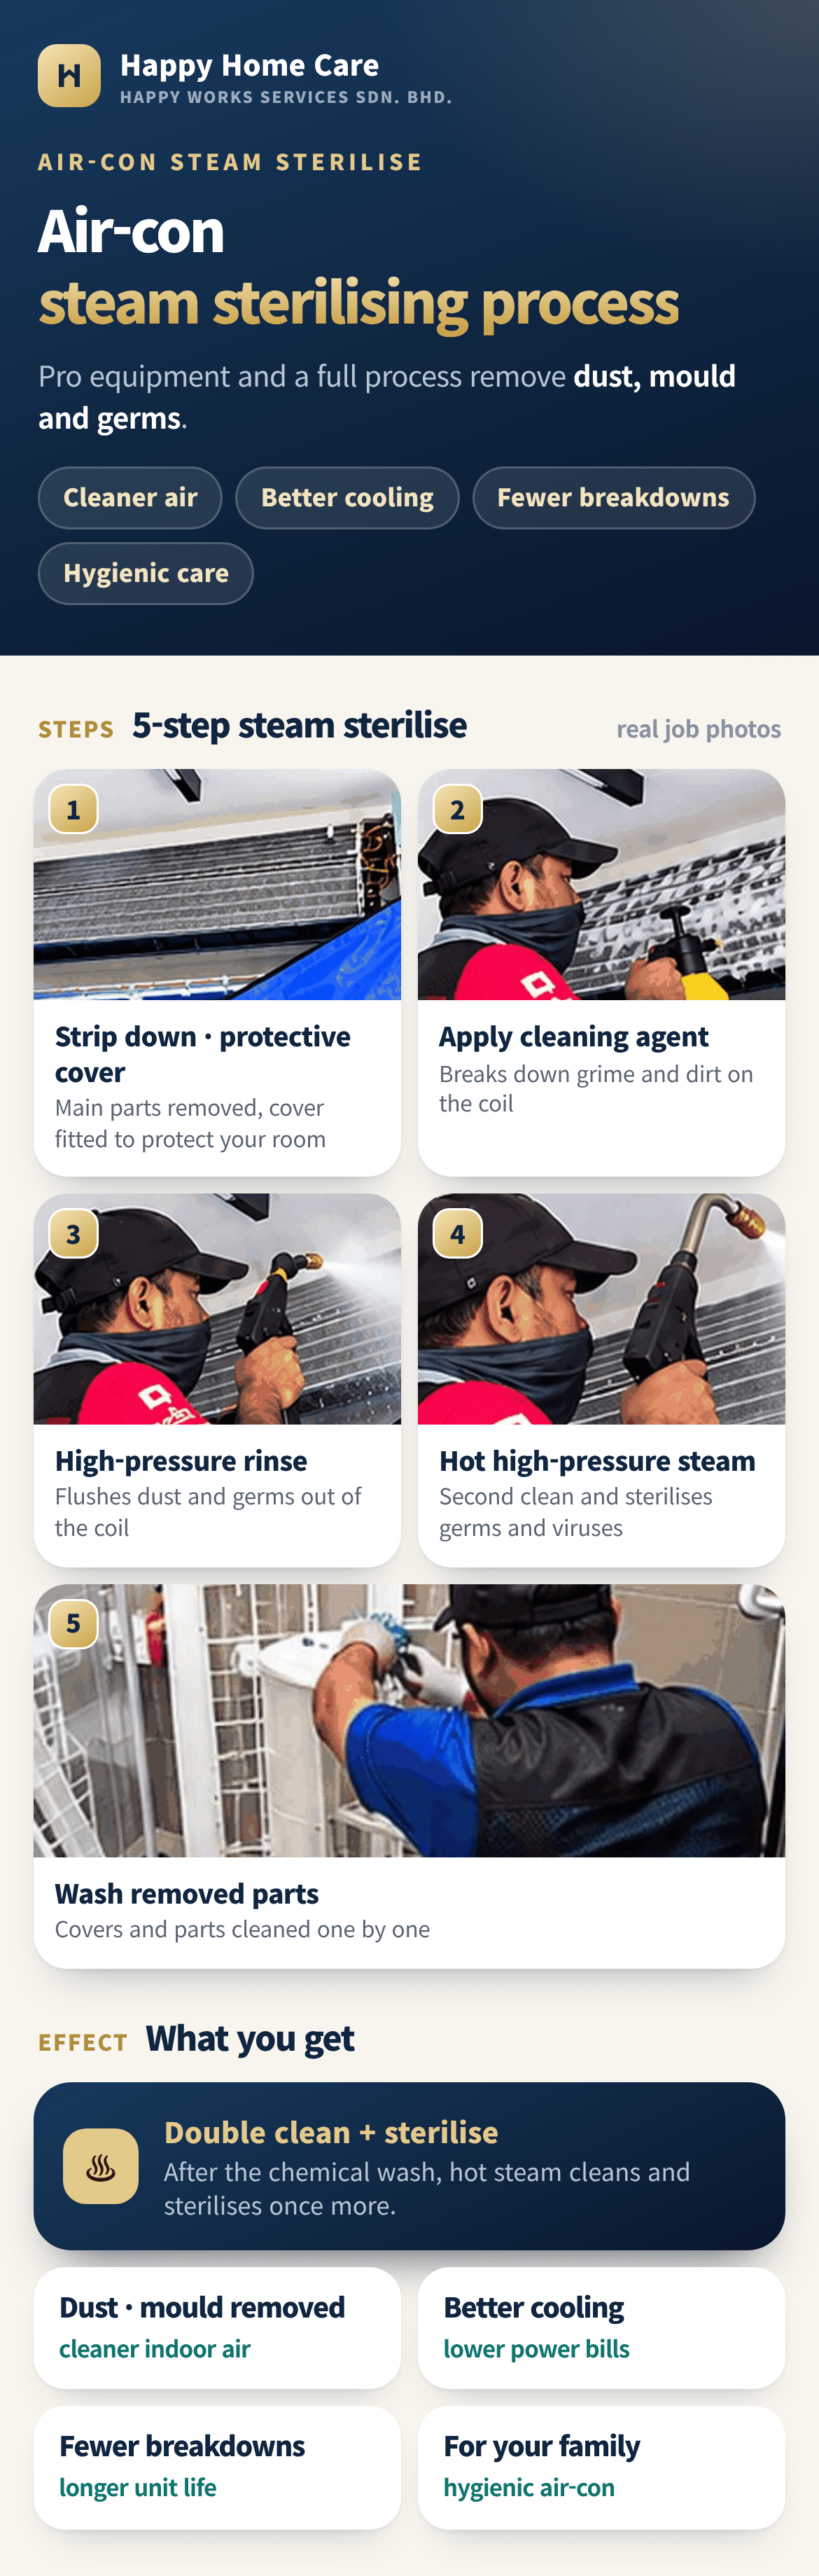 Happy Home Care
HAPPY WORKS SERVICES SDN. BHD.
AIR-CON STEAM STERILISE
Air-con
steam sterilising process
Pro equipment and a full process remove dust, mould
and germs.
Cleaner air
Better cooling
Fewer breakdowns
Hygienic care
STEPS 5-step steam sterilise
real job photos
1
Strip down · protective
cover
Main parts removed, cover
fitted to protect your room
2
Apply cleaning agent
Breaks down grime and dirt on
the coil
3
High-pressure rinse
Flushes dust and germs out of
the coil
4
Hot high-pressure steam
Second clean and sterilises
germs and viruses
5
Wash removed parts
Covers and parts cleaned one by one
EFFECT What you get
Double clean + sterilise
After the chemical wash, hot steam cleans and
sterilises once more.
Dust · mould removed
cleaner indoor air
Better cooling
lower power bills
Fewer breakdowns
longer unit life
For your family
hygienic air-con